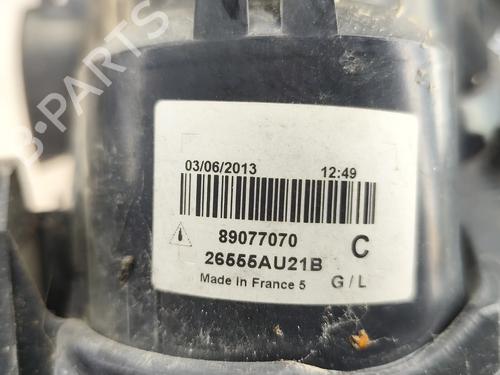 B-PARTS
03/06/2013 12:49
89077070 C
26555AU21B
Made in France 5 G / L